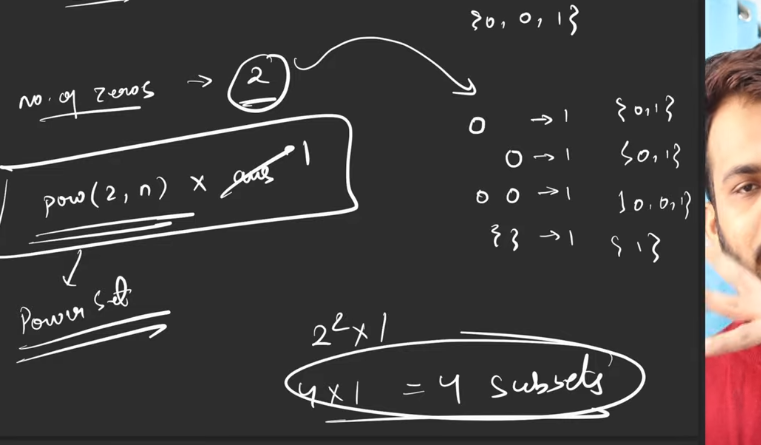 {0, 0, 1}
no. of zeros → 2
0 → 1 {0,1}
0 → 1 {0,1}
0 0 → 1 {0,0,1}
{} → 1 {1}
pow(2,n) × ans 1
Power Set
2² × 1
4 × 1 = 4 subsets